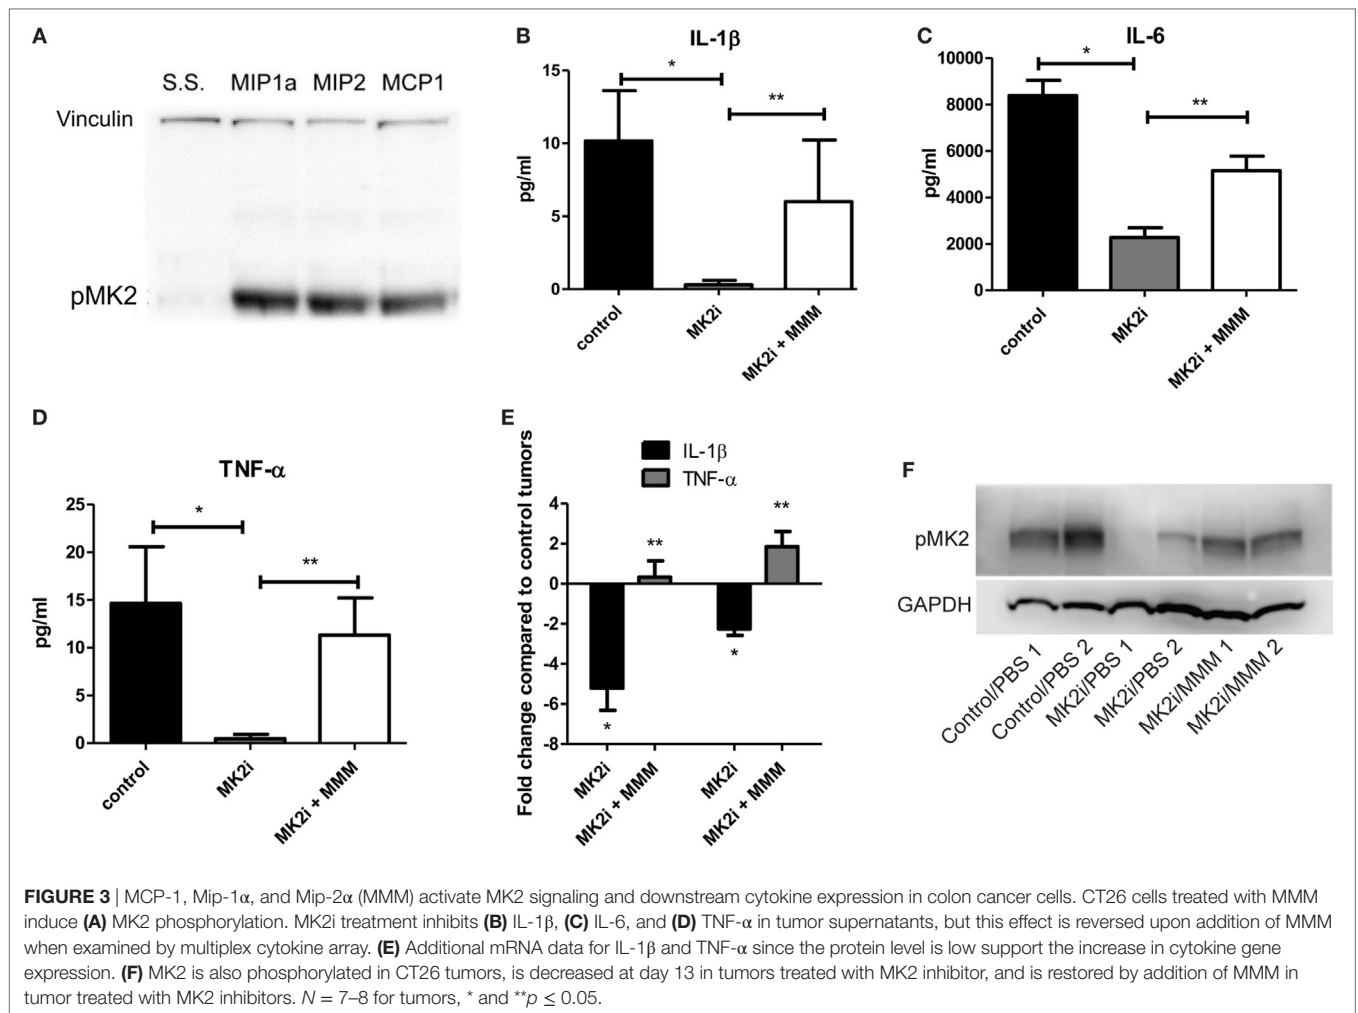 A
S.S. MIP1a MIP2 MCP1
Vinculin
pMK2
B
IL-1β
pg/ml
15
10
5
0
*
**
control
MK2i
MK2i + MMM
C
IL-6
pg/ml
10000
8000
6000
4000
2000
0
*
**
control
MK2i
MK2i + MMM
D
TNF-α
pg/ml
25
20
15
10
5
0
*
**
control
MK2i
MK2i + MMM
E
Fold change compared to control tumors
IL-1β
TNF-α
4
2
0
-2
-4
-6
-8
*
**
*
**
MK2i
MK2i + MMM
MK2i
MK2i + MMM
F
pMK2
GAPDH
Control/PBS 1
Control/PBS 2
MK2i/PBS 1
MK2i/PBS 2
MK2i/MMM 1
MK2i/MMM 2
FIGURE 3 | MCP-1, Mip-1α, and Mip-2α (MMM) activate MK2 signaling and downstream cytokine expression in colon cancer cells. CT26 cells treated with MMM
induce (A) MK2 phosphorylation. MK2i treatment inhibits (B) IL-1β, (C) IL-6, and (D) TNF-α in tumor supernatants, but this effect is reversed upon addition of MMM
when examined by multiplex cytokine array. (E) Additional mRNA data for IL-1β and TNF-α since the protein level is low support the increase in cytokine gene
expression. (F) MK2 is also phosphorylated in CT26 tumors, is decreased at day 13 in tumors treated with MK2 inhibitor, and is restored by addition of MMM in
tumor treated with MK2 inhibitors. N = 7–8 for tumors, * and **p ≤ 0.05.